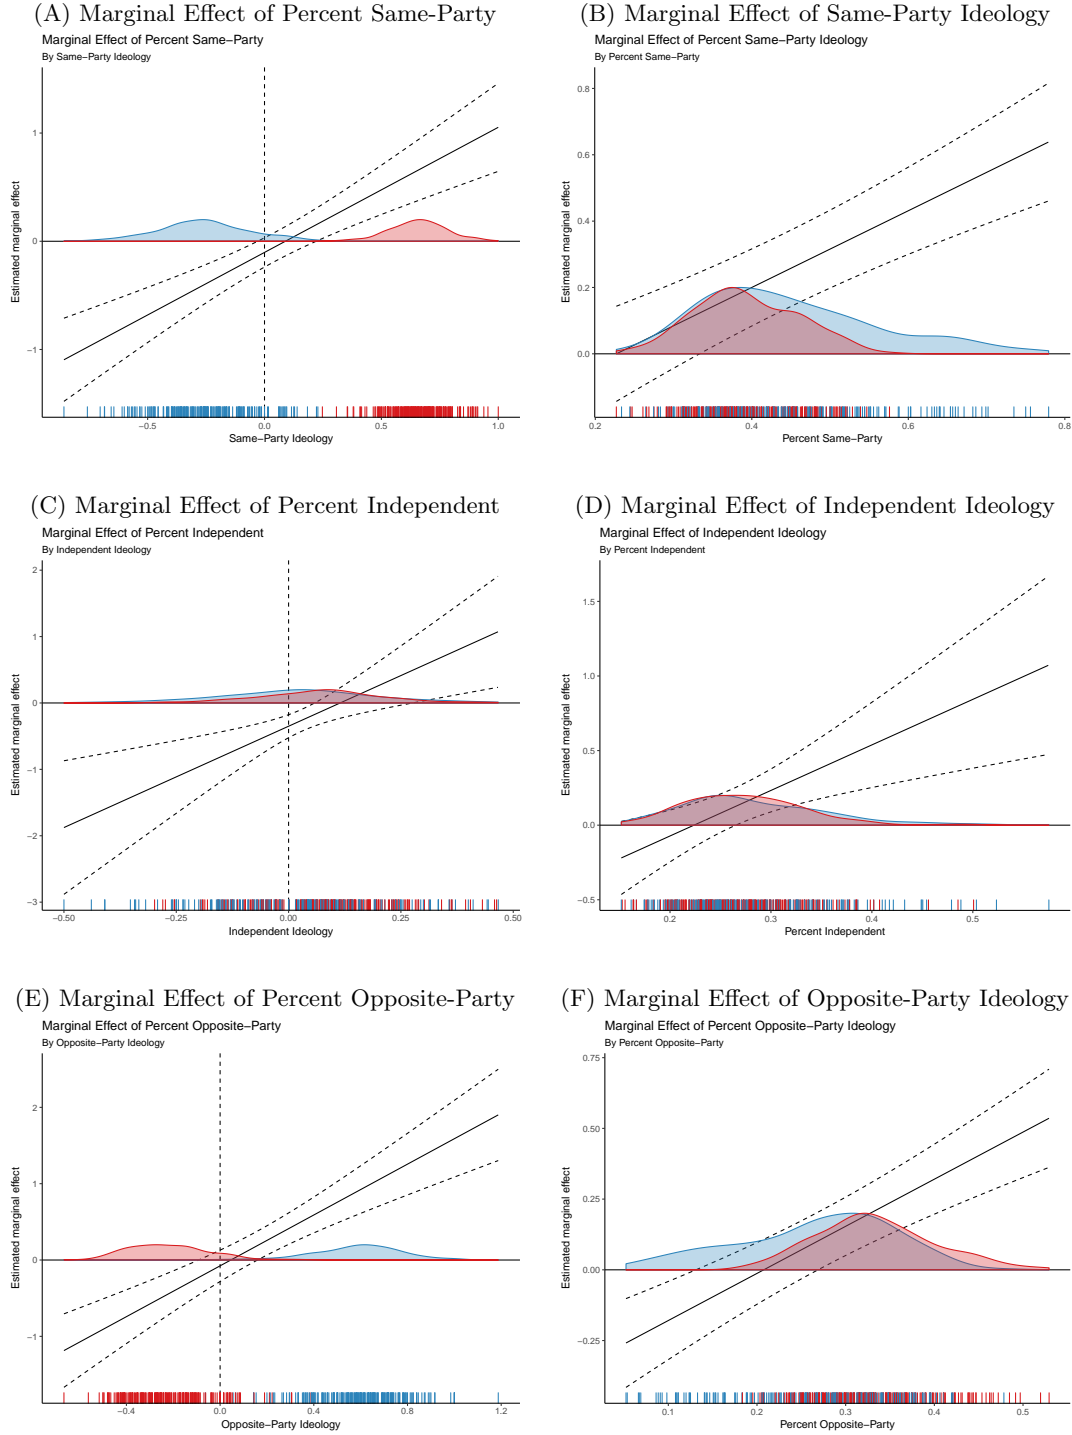 (A) Marginal Effect of Percent Same-Party
Marginal Effect of Percent Same−Party
By Same−Party Ideology
Estimated marginal effect
1
0
−1
−0.5
0.0
0.5
1.0
Same−Party Ideology
(B) Marginal Effect of Same-Party Ideology
Marginal Effect of Percent Same−Party Ideology
By Percent Same−Party
Estimated marginal effect
0.8
0.6
0.4
0.2
0.0
0.2
0.4
0.6
0.8
Percent Same−Party
(C) Marginal Effect of Percent Independent
Marginal Effect of Percent Independent
By Independent Ideology
Estimated marginal effect
2
1
0
−1
−2
−3
−0.50
−0.25
0.00
0.25
0.50
Independent Ideology
(D) Marginal Effect of Independent Ideology
Marginal Effect of Independent Ideology
By Percent Independent
Estimated marginal effect
1.5
1.0
0.5
0.0
−0.5
0.2
0.3
0.4
0.5
Percent Independent
(E) Marginal Effect of Percent Opposite-Party
Marginal Effect of Percent Opposite−Party
By Opposite−Party Ideology
Estimated marginal effect
2
1
0
−1
−0.4
0.0
0.4
0.8
1.2
Opposite−Party Ideology
(F) Marginal Effect of Opposite-Party Ideology
Marginal Effect of Percent Opposite−Party Ideology
By Percent Opposite−Party
Estimated marginal effect
0.75
0.50
0.25
0.00
−0.25
0.1
0.2
0.3
0.4
0.5
Percent Opposite−Party